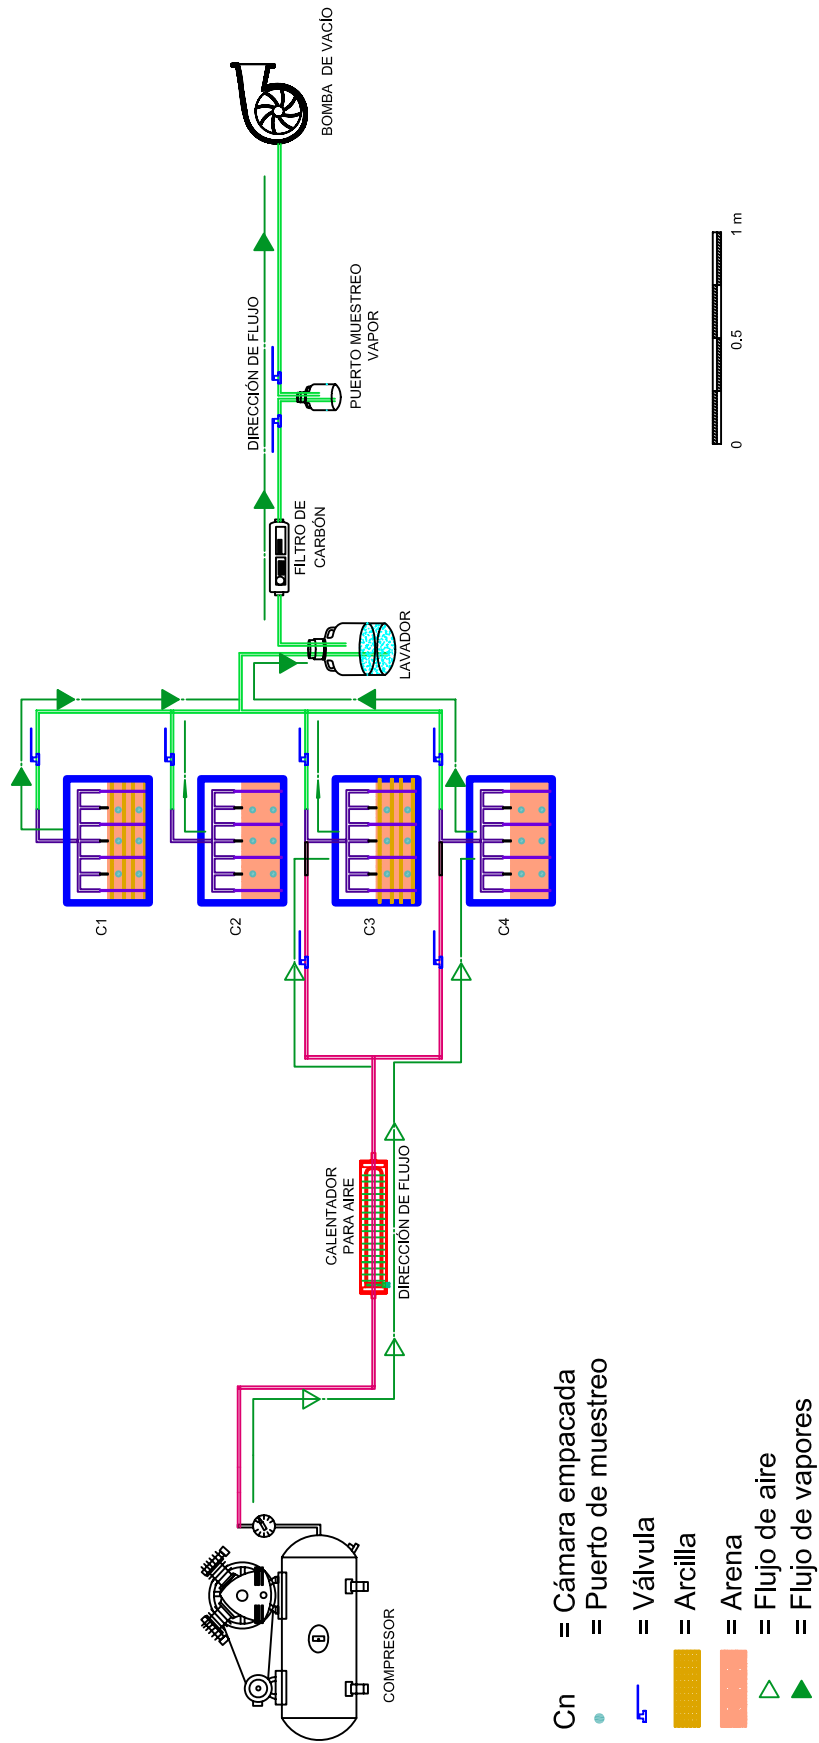 BOMBA DE VACÍO
DIRECCIÓN DE FLUJO
PUERTO MUESTREO
VAPOR
FILTRO DE
CARBÓN
LAVADOR
C1
C2
C3
C4
CALENTADOR
PARA AIRE
DIRECCIÓN DE FLUJO
COMPRESOR
0
0.5
1 m
Cn = Cámara empacada
= Puerto de muestreo
= Válvula
= Arcilla
= Arena
= Flujo de aire
= Flujo de vapores